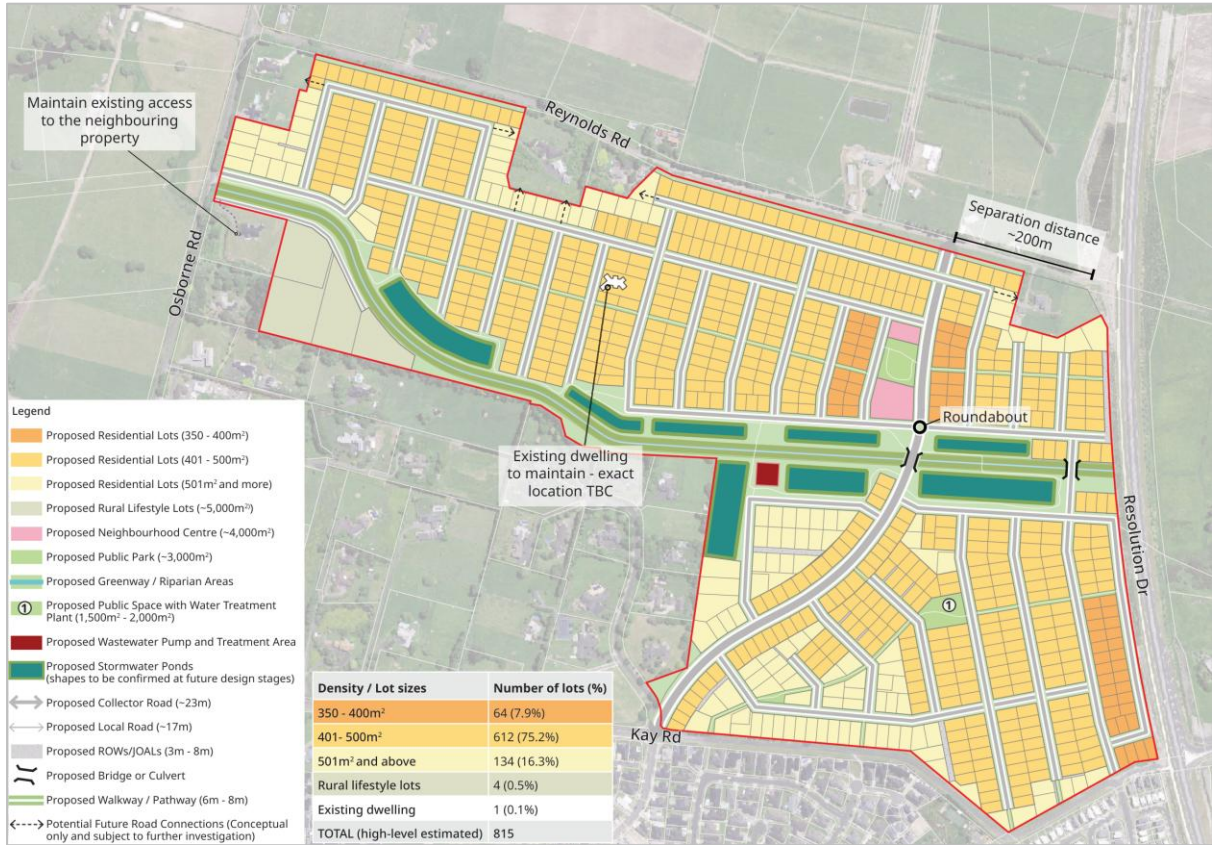 Maintain existing access
to the neighbouring
property
Reynolds Rd
Separation distance
~200m
Osborne Rd
Roundabout
Existing dwelling
to maintain - exact
location TBC
Resolution Dr
①
Kay Rd
Legend
Proposed Residential Lots (350 - 400m²)
Proposed Residential Lots (401 - 500m²)
Proposed Residential Lots (501m² and more)
Proposed Rural Lifestyle Lots (~5,000m²)
Proposed Neighbourhood Centre (~4,000m²)
Proposed Public Park (~3,000m²)
Proposed Greenway / Riparian Areas
① Proposed Public Space with Water Treatment
Plant (1,500m² - 2,000m²)
Proposed Wastewater Pump and Treatment Area
Proposed Stormwater Ponds
(shapes to be confirmed at future design stages)
Proposed Collector Road (~23m)
Proposed Local Road (~17m)
Proposed ROWs/JOALs (3m - 8m)
Proposed Bridge or Culvert
Proposed Walkway / Pathway (6m - 8m)
Potential Future Road Connections (Conceptual
only and subject to further investigation)
Density / Lot sizes Number of lots (%)
350 - 400m² 64 (7.9%)
401- 500m² 612 (75.2%)
501m² and above 134 (16.3%)
Rural lifestyle lots 4 (0.5%)
Existing dwelling 1 (0.1%)
TOTAL (high-level estimated) 815